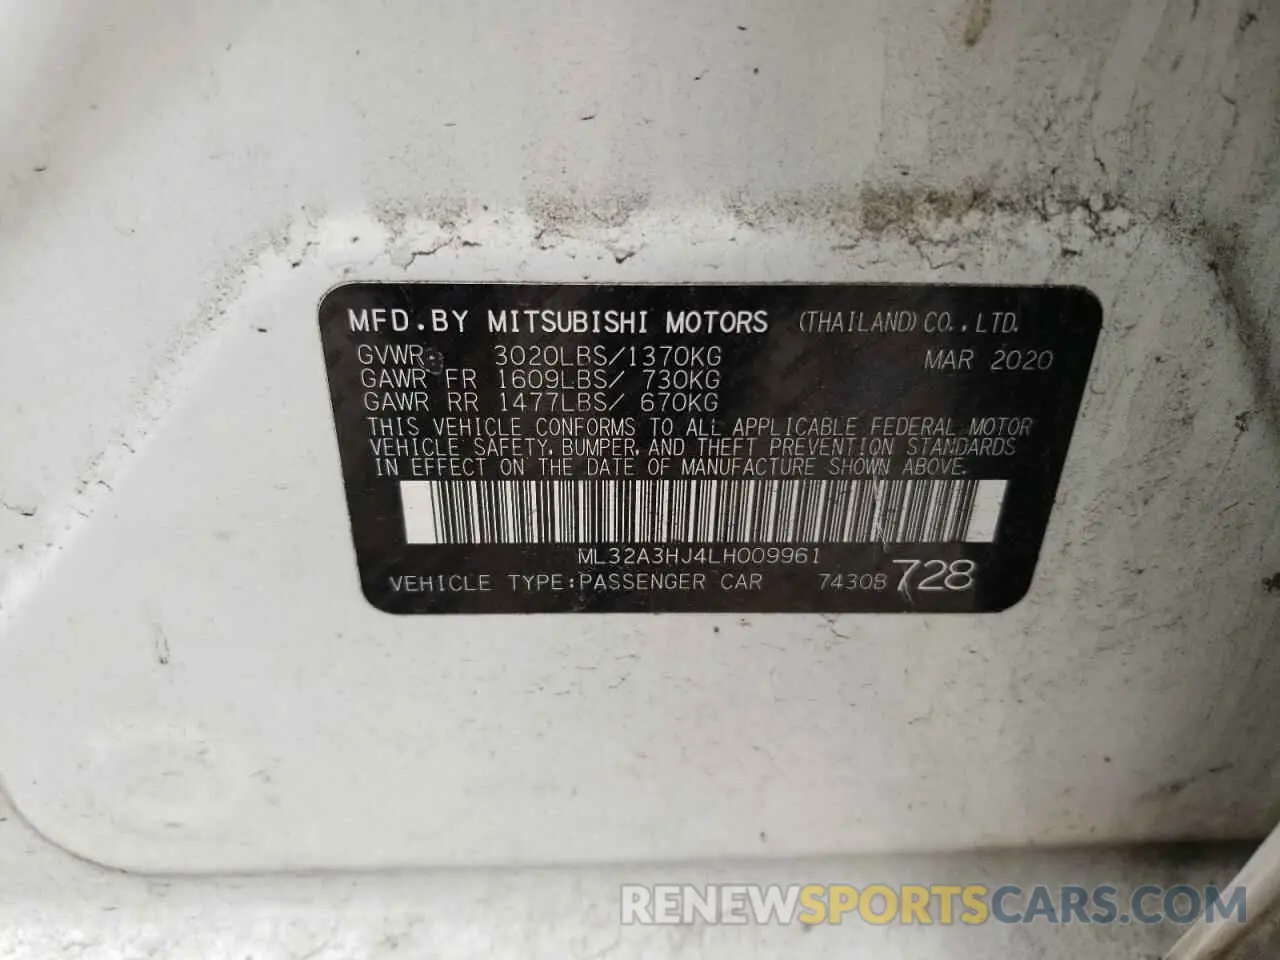 MFD.BY MITSUBISHI MOTORS (THAILAND) CO.,LTD.
GVWR: 3020LBS/1370KG MAR 2020
GAWR FR 1609LBS/ 730KG
GAWR RR 1477LBS/ 670KG
THIS VEHICLE CONFORMS TO ALL APPLICABLE FEDERAL MOTOR
VEHICLE SAFETY, BUMPER, AND THEFT PREVENTION STANDARDS
IN EFFECT ON THE DATE OF MANUFACTURE SHOWN ABOVE.
ML32A3HJ4LH009961
VEHICLE TYPE:PASSENGER CAR 7430B 728
RENEWSPORTSCARS.COM